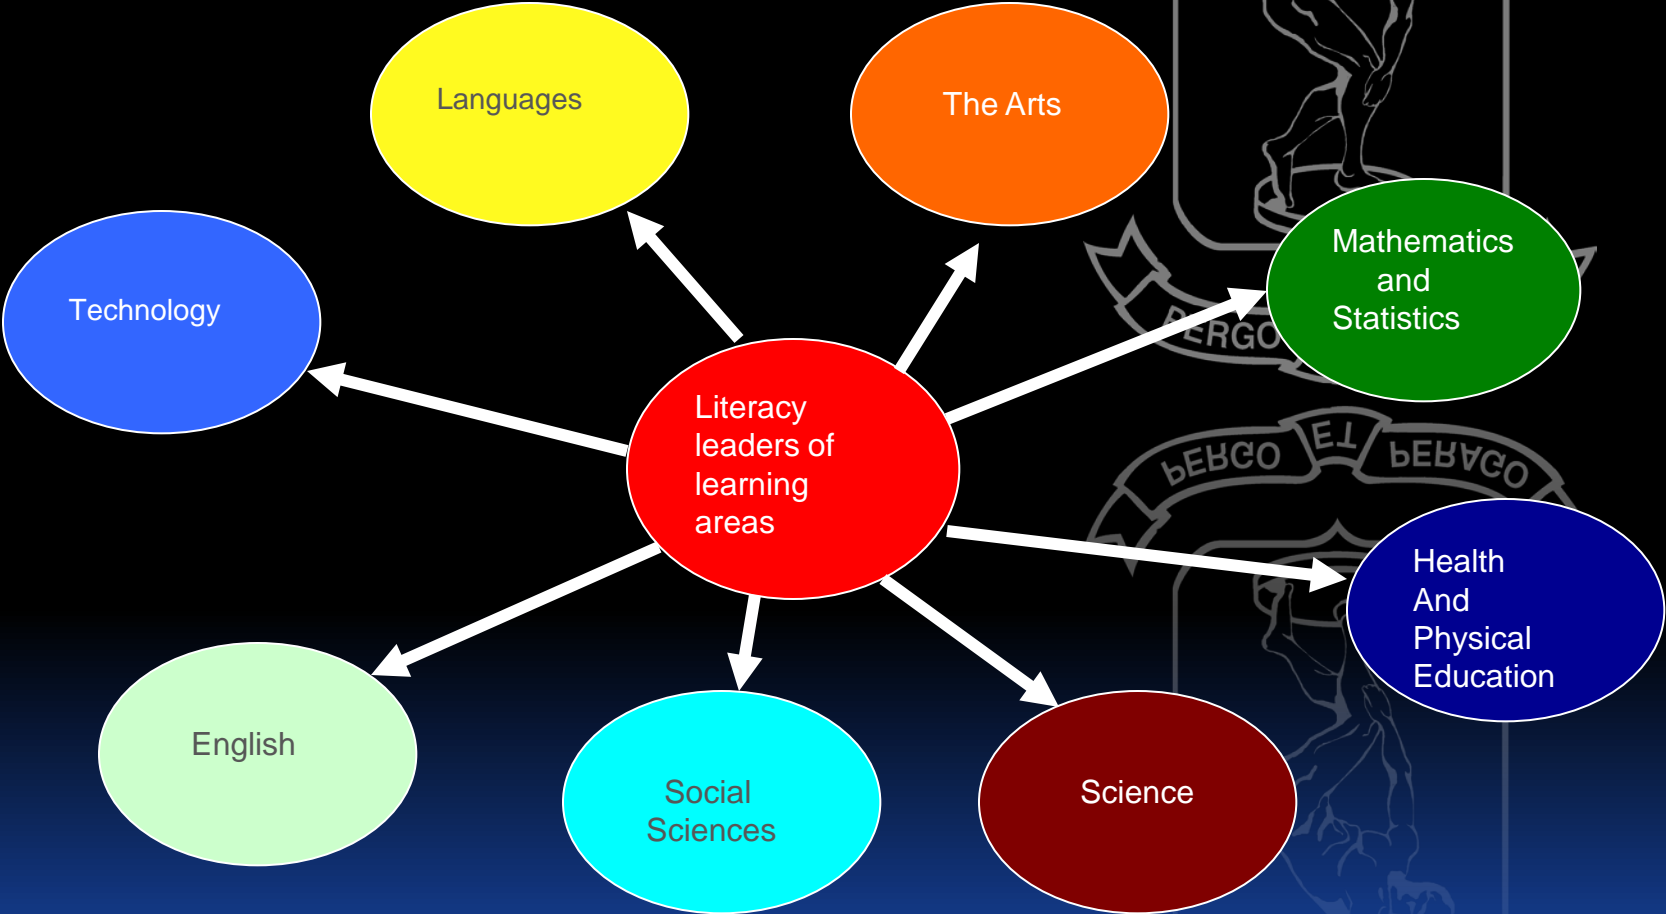 Languages
The Arts
Mathematics
and
Statistics
Technology
Literacy
leaders of
learning
areas
Health
And
Physical
Education
English
Social
Sciences
Science
PERGO
PERGO ET PERAGO